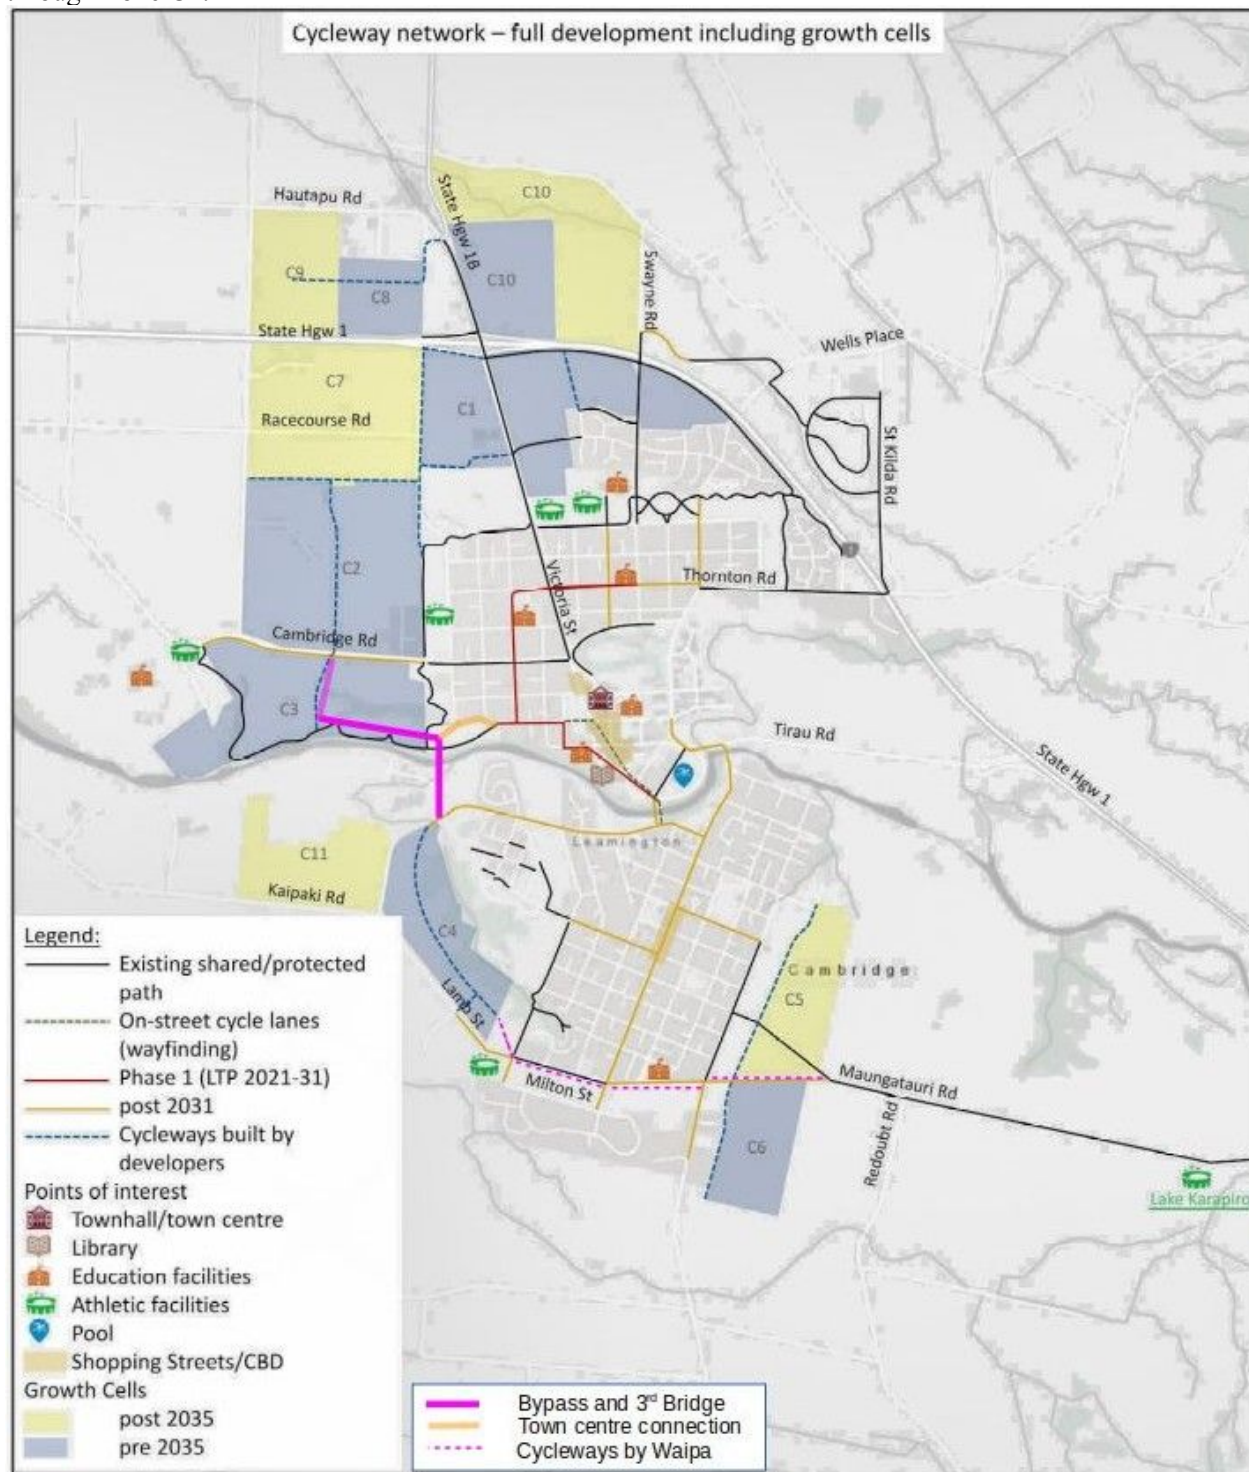 Cycleway network – full development including growth cells
Hautapu Rd
State Hgw 1B
C10
C9
C8
C10
Swayne Rd
State Hgw 1
Wells Place
C7
C1
Racecourse Rd
St Kilda Rd
C2
Victoria St
Thornton Rd
Cambridge Rd
C3
Tirau Rd
State Hgw 1
Leamington
C11
Kaipaki Rd
C4
Cambridge
C5
Lamb St
Milton St
Maungatauri Rd
Redoubt Rd
C6
Lake Karapiro
Legend:
Existing shared/protected
path
On-street cycle lanes
(wayfinding)
Phase 1 (LTP 2021-31)
post 2031
Cycleways built by
developers
Points of interest
Townhall/town centre
Library
Education facilities
Athletic facilities
Pool
Shopping Streets/CBD
Growth Cells
post 2035
pre 2035
Bypass and 3rd Bridge
Town centre connection
Cycleways by Waipa